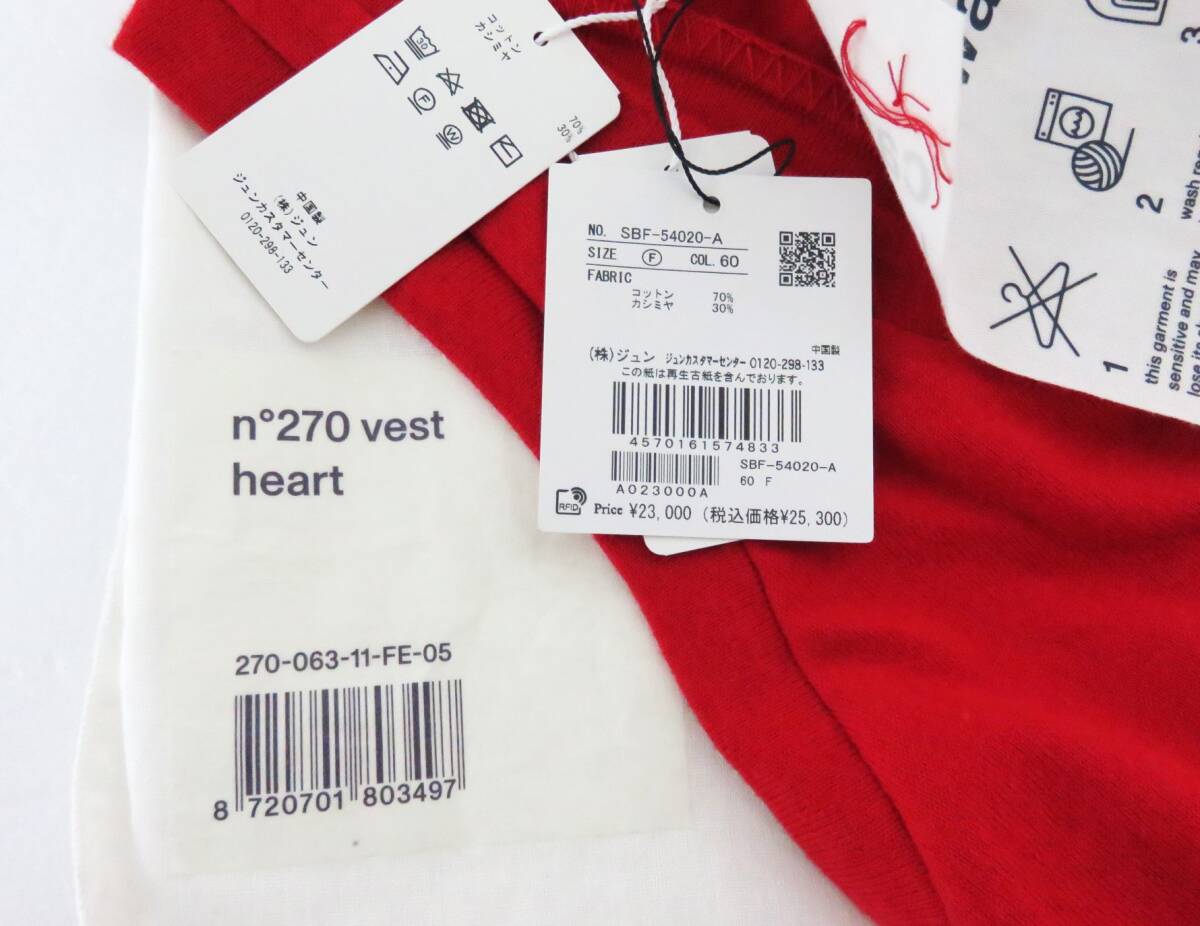 コットン 70%
カシミヤ 30%
30
F
W
中国製
(株)ジュン
ジュンカスタマーセンター
0120-298-133
NO. SBF-54020-A
SIZE F COL. 60
FABRIC
コットン 70%
カシミヤ 30%
中国製
(株)ジュン ジュンカスタマーセンター 0120-298-133
この紙は再生古紙を含んでおります。
4570161574833
SBF-54020-A
60 F
A023000A
RFID
Price ¥23,000 (税込価格¥25,300)
n°270 vest
heart
270-063-11-FE-05
8 720701 803497
3
2
wash
1
this garment is
sensitive and may